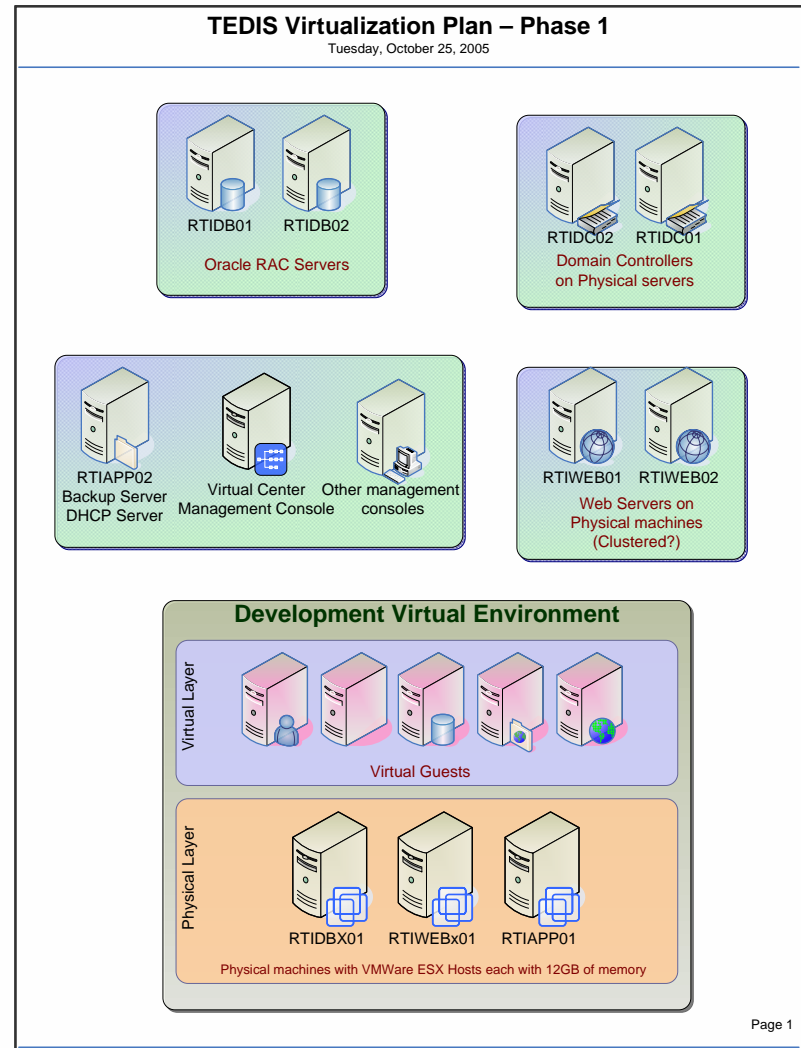 TEDIS Virtualization Plan – Phase 1
Tuesday, October 25, 2005
RTIDB01
RTIDB02
Oracle RAC Servers
RTIDC02
RTIDC01
Domain Controllers
on Physical servers
RTIAPP02
Backup Server
DHCP Server
Virtual Center
Management Console
Other management
consoles
RTIWEB01
RTIWEB02
Web Servers on
Physical machines
(Clustered?)
Development Virtual Environment
Virtual Layer
Virtual Guests
Physical Layer
RTIDBX01
RTIWEBx01
RTIAPP01
Physical machines with VMWare ESX Hosts each with 12GB of memory
Page 1